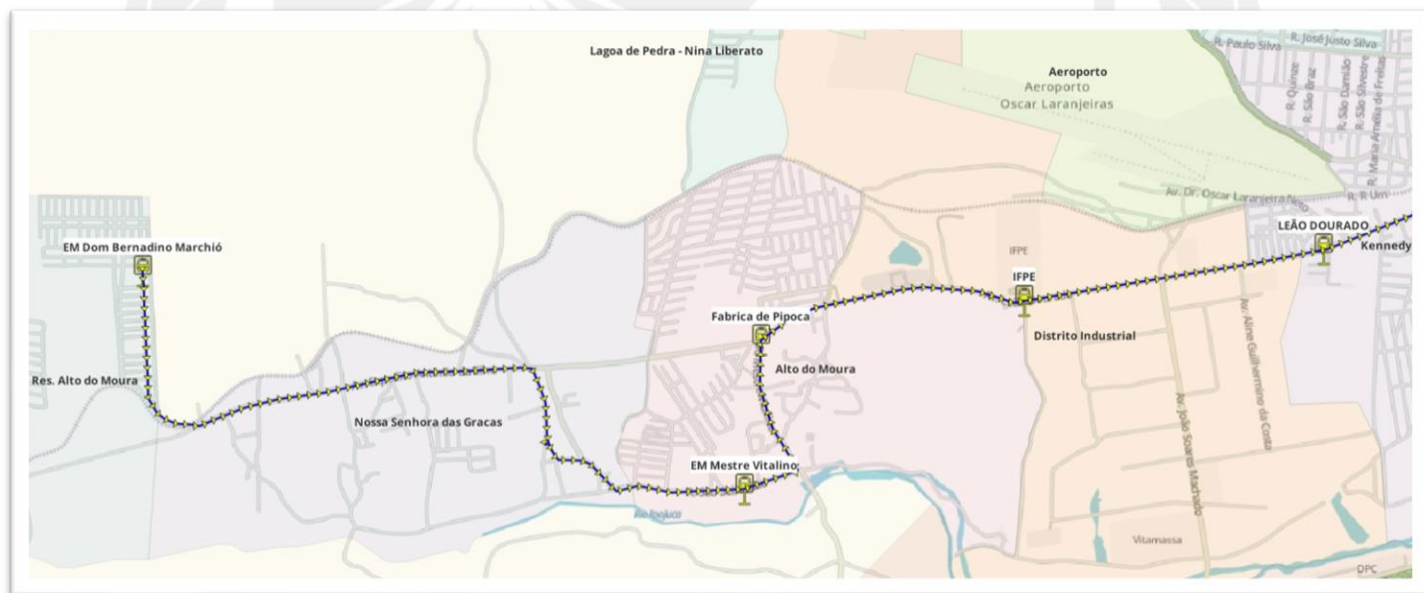 Lagoa de Pedra - Nina Liberato
Aeroporto
Aeroporto
Oscar Laranjeiras
R. Paulo Silva
R. José Justo Silva
R. Quinze
R. São Braz
R. São Damião
R. São Silvestre
R. Maria Amélia de Freitas
Av. Dr. Oscar Laranjeira Neto
R. R Um
LEÃO DOURADO
Kennedy
EM Dom Bernadino Marchió
IFPE
IFPE
Fabrica de Pipoca
Distrito Industrial
Alto do Moura
Res. Alto do Moura
Nossa Senhora das Gracas
Av. Aline Guilhermino da Costa
Av. João Soares Machado
EM Mestre Vitalino
Rio Ipojuca
Vitamassa
DPC